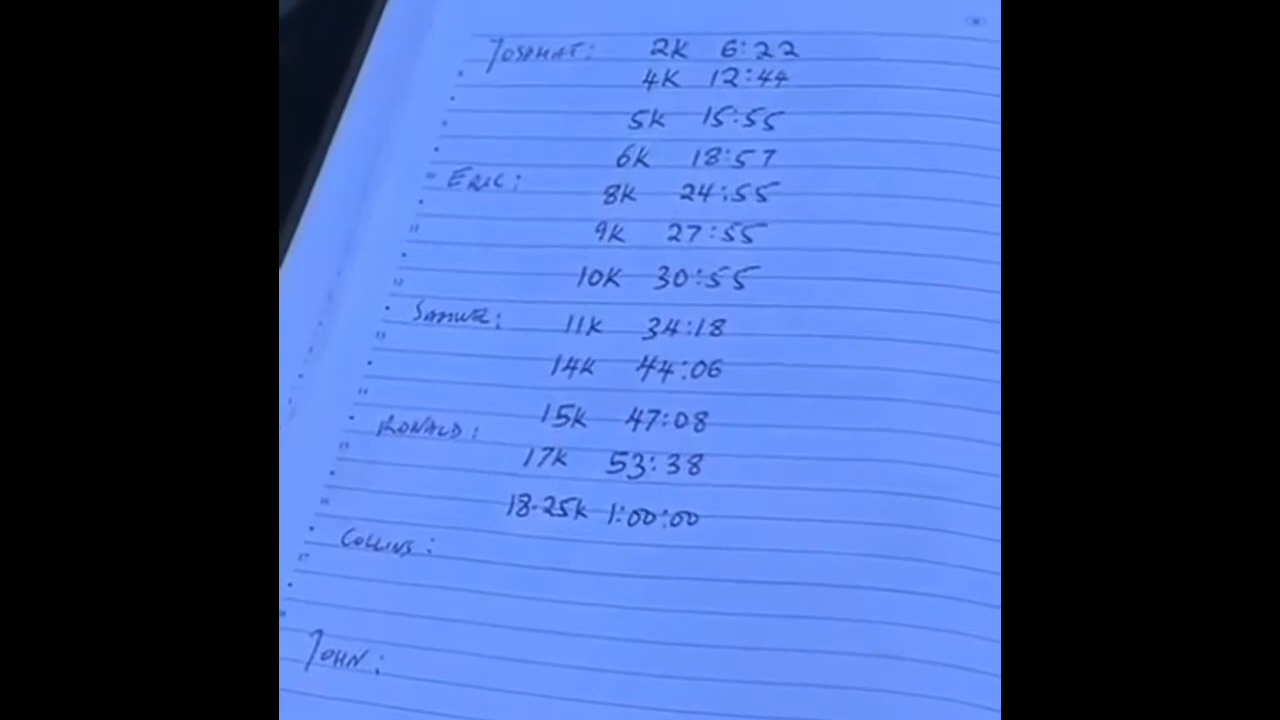 JOSPHAT: 2K 6:22
4K 12:44
5K 15:55
6K 18:57
ERIC:
8K 24:55
9K 27:55
10K 30:55
SAMUEL: 11K 34:18
14K 44:06
15K 47:08
RONALD:
17K 53:38
18.25K 1:00:00
COLLINS:
JOHN: